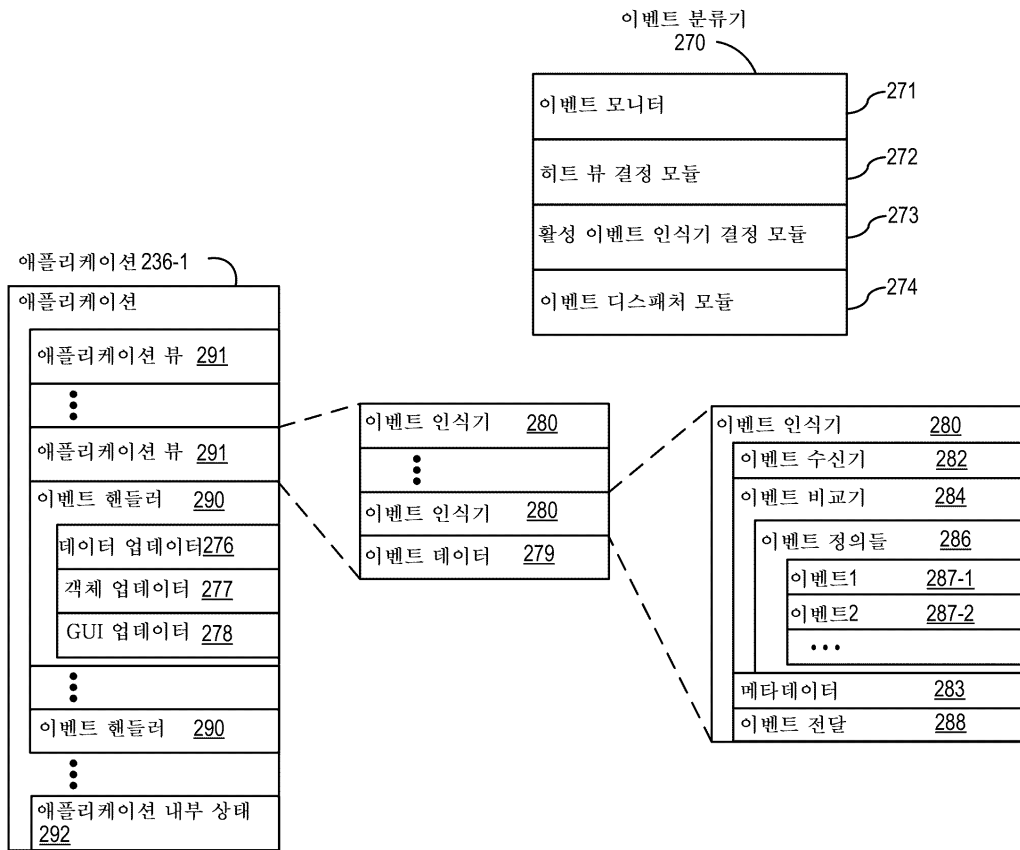 이벤트 분류기
270
이벤트 모니터
271
히트 뷰 결정 모듈
272
활성 이벤트 인식기 결정 모듈
273
이벤트 디스패처 모듈
274
애플리케이션 236-1
애플리케이션
애플리케이션 뷰 291
애플리케이션 뷰 291
이벤트 핸들러 290
데이터 업데이터 276
객체 업데이터 277
GUI 업데이터 278
이벤트 핸들러 290
애플리케이션 내부 상태
292
이벤트 인식기 280
이벤트 인식기 280
이벤트 데이터 279
이벤트 인식기 280
이벤트 수신기 282
이벤트 비교기 284
이벤트 정의들 286
이벤트1 287-1
이벤트2 287-2
메타데이터 283
이벤트 전달 288